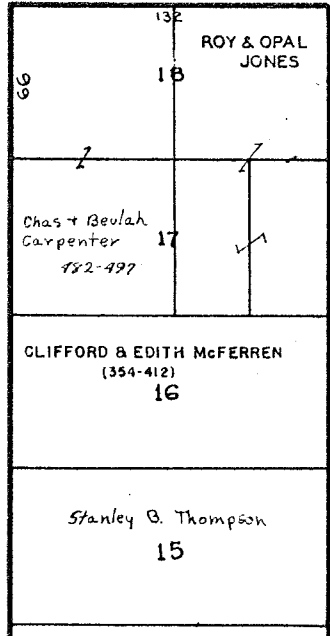 132
ROY & OPAL
JONES
18
66
Chas + Beulah
Carpenter
17
482-497
CLIFFORD & EDITH McFERREN
(354-412)
16
Stanley B. Thompson
15